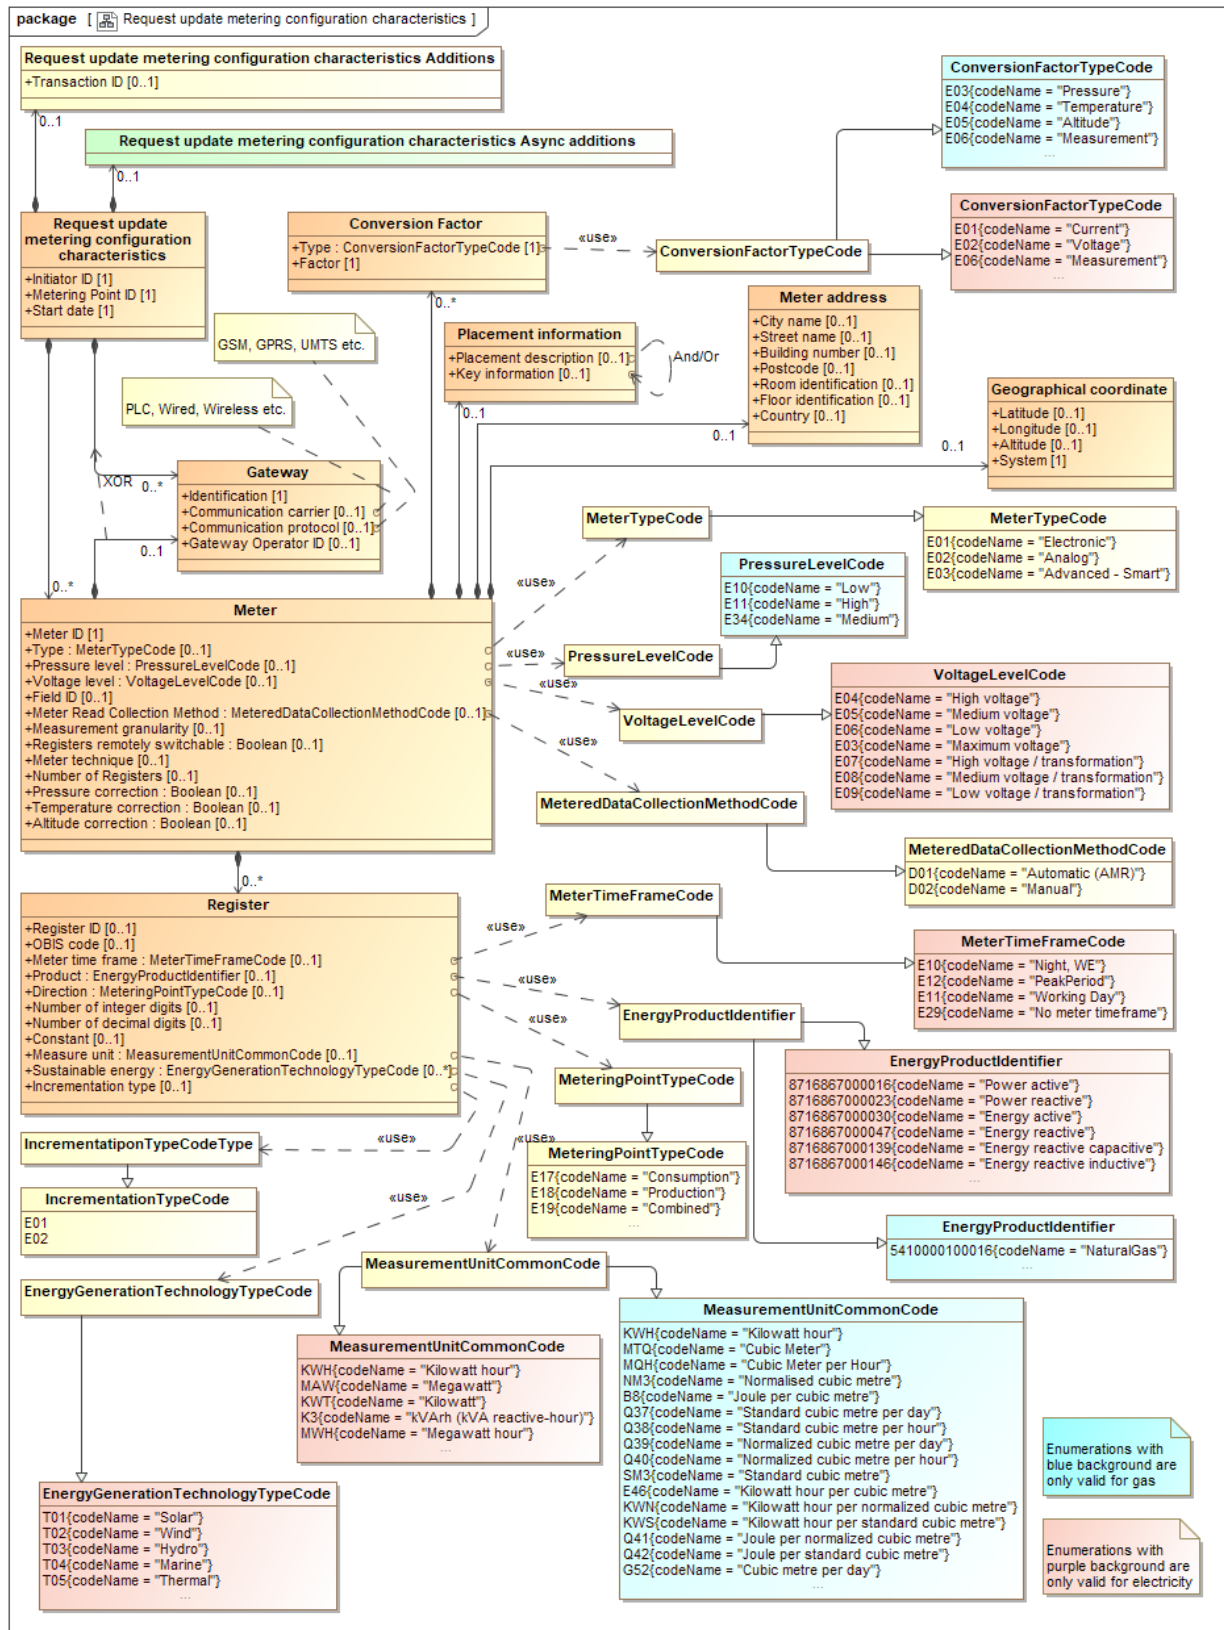 package [ Request update metering configuration characteristics ]
Request update metering configuration characteristics Additions
+Transaction ID [0..1]
0..1
Request update metering configuration characteristics Async additions
0..1
ConversionFactorTypeCode
E03{codeName = "Pressure"}
E04{codeName = "Temperature"}
E05{codeName = "Altitude"}
E06{codeName = "Measurement"}
...
Request update
metering configuration
characteristics
+Initiator ID [1]
+Metering Point ID [1]
+Start date [1]
Conversion Factor
+Type : ConversionFactorTypeCode [1]
+Factor [1]
0..*
«use»
ConversionFactorTypeCode
ConversionFactorTypeCode
E01{codeName = "Current"}
E02{codeName = "Voltage"}
E06{codeName = "Measurement"}
...
GSM, GPRS, UMTS etc.
PLC, Wired, Wireless etc.
Placement information
+Placement description [0..1]
+Key information [0..1]
And/Or
0..1
Meter address
+City name [0..1]
+Street name [0..1]
+Building number [0..1]
+Postcode [0..1]
+Room identification [0..1]
+Floor identification [0..1]
+Country [0..1]
0..1
Geographical coordinate
+Latitude [0..1]
+Longitude [0..1]
+Altitude [0..1]
+System [1]
0..1
XOR
0..*
0..1
Gateway
+Identification [1]
+Communication carrier [0..1]
+Communication protocol [0..1]
+Gateway Operator ID [0..1]
0..*
Meter
+Meter ID [1]
+Type : MeterTypeCode [0..1]
+Pressure level : PressureLevelCode [0..1]
+Voltage level : VoltageLevelCode [0..1]
+Field ID [0..1]
+Meter Read Collection Method : MeteredDataCollectionMethodCode [0..1]
+Measurement granularity [0..1]
+Registers remotely switchable : Boolean [0..1]
+Meter technique [0..1]
+Number of Registers [0..1]
+Pressure correction : Boolean [0..1]
+Temperature correction : Boolean [0..1]
+Altitude correction : Boolean [0..1]
«use»
MeterTypeCode
MeterTypeCode
E01{codeName = "Electronic"}
E02{codeName = "Analog"}
E03{codeName = "Advanced - Smart"}
PressureLevelCode
E10{codeName = "Low"}
E11{codeName = "High"}
E34{codeName = "Medium"}
«use»
PressureLevelCode
«use»
VoltageLevelCode
VoltageLevelCode
E04{codeName = "High voltage"}
E05{codeName = "Medium voltage"}
E06{codeName = "Low voltage"}
E03{codeName = "Maximum voltage"}
E07{codeName = "High voltage / transformation"}
E08{codeName = "Medium voltage / transformation"}
E09{codeName = "Low voltage / transformation"}
«use»
MeteredDataCollectionMethodCode
MeteredDataCollectionMethodCode
D01{codeName = "Automatic (AMR)"}
D02{codeName = "Manual"}
0..*
Register
+Register ID [0..1]
+OBIS code [0..1]
+Meter time frame : MeterTimeFrameCode [0..1]
+Product : EnergyProductIdentifier [0..1]
+Direction : MeteringPointTypeCode [0..1]
+Number of integer digits [0..1]
+Number of decimal digits [0..1]
+Constant [0..1]
+Measure unit : MeasurementUnitCommonCode [0..1]
+Sustainable energy : EnergyGenerationTechnologyTypeCode [0..*]
+Incrementation type [0..1]
«use»
MeterTimeFrameCode
MeterTimeFrameCode
E10{codeName = "Night, WE"}
E12{codeName = "PeakPeriod"}
E11{codeName = "Working Day"}
E29{codeName = "No meter timeframe"}
«use»
EnergyProductIdentifier
EnergyProductIdentifier
8716867000016{codeName = "Power active"}
8716867000023{codeName = "Power reactive"}
8716867000030{codeName = "Energy active"}
8716867000047{codeName = "Energy reactive"}
8716867000139{codeName = "Energy reactive capacitive"}
8716867000146{codeName = "Energy reactive inductive"}
...
«use»
MeteringPointTypeCode
MeteringPointTypeCode
E17{codeName = "Consumption"}
E18{codeName = "Production"}
E19{codeName = "Combined"}
...
EnergyProductIdentifier
5410000100016{codeName = "NaturalGas"}
...
«use»
IncrementatiponTypeCodeType
IncrementationTypeCode
E01
E02
«use»
«use»
EnergyGenerationTechnologyTypeCode
MeasurementUnitCommonCode
MeasurementUnitCommonCode
KWH{codeName = "Kilowatt hour"}
MAW{codeName = "Megawatt"}
KWT{codeName = "Kilowatt"}
K3{codeName = "kVArh (kVA reactive-hour)"}
MWH{codeName = "Megawatt hour"}
...
MeasurementUnitCommonCode
KWH{codeName = "Kilowatt hour"}
MTQ{codeName = "Cubic Meter"}
MQH{codeName = "Cubic Meter per Hour"}
NM3{codeName = "Normalised cubic metre"}
B8{codeName = "Joule per cubic metre"}
Q37{codeName = "Standard cubic metre per day"}
Q38{codeName = "Standard cubic metre per hour"}
Q39{codeName = "Normalized cubic metre per day"}
Q40{codeName = "Normalized cubic metre per hour"}
SM3{codeName = "Standard cubic metre"}
E46{codeName = "Kilowatt hour per cubic metre"}
KWN{codeName = "Kilowatt hour per normalized cubic metre"}
KWS{codeName = "Kilowatt hour per standard cubic metre"}
Q41{codeName = "Joule per normalized cubic metre"}
Q42{codeName = "Joule per standard cubic metre"}
G52{codeName = "Cubic metre per day"}
...
EnergyGenerationTechnologyTypeCode
T01{codeName = "Solar"}
T02{codeName = "Wind"}
T03{codeName = "Hydro"}
T04{codeName = "Marine"}
T05{codeName = "Thermal"}
...
Enumerations with
blue background are
only valid for gas
Enumerations with
purple background are
only valid for electricity